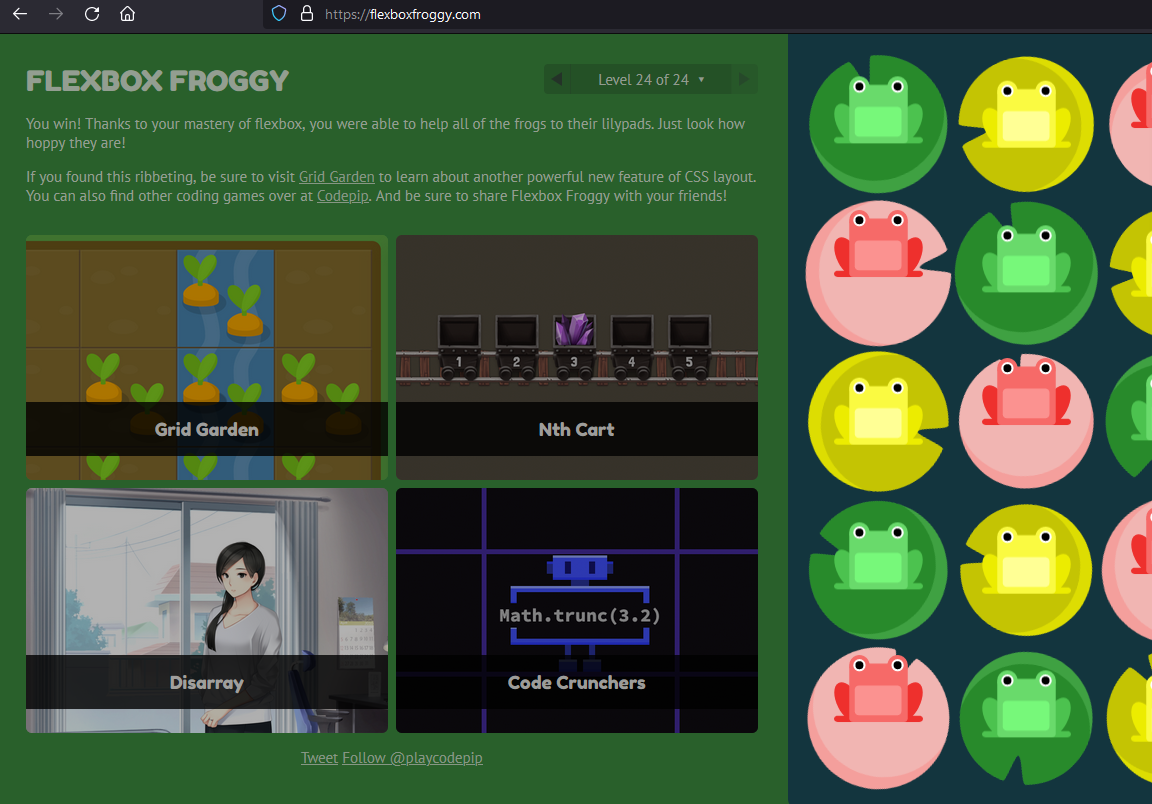 https://flexboxfroggy.com
FLEXBOX FROGGY
Level 24 of 24 ▼
You win! Thanks to your mastery of flexbox, you were able to help all of the frogs to their lilypads. Just look how
hoppy they are!
If you found this ribbeting, be sure to visit Grid Garden to learn about another powerful new feature of CSS layout.
You can also find other coding games over at Codepip. And be sure to share Flexbox Froggy with your friends!
1 2 3 4 5
Grid Garden
Nth Cart
Math.trunc(3.2)
Disarray
Code Crunchers
Tweet Follow @playcodepip